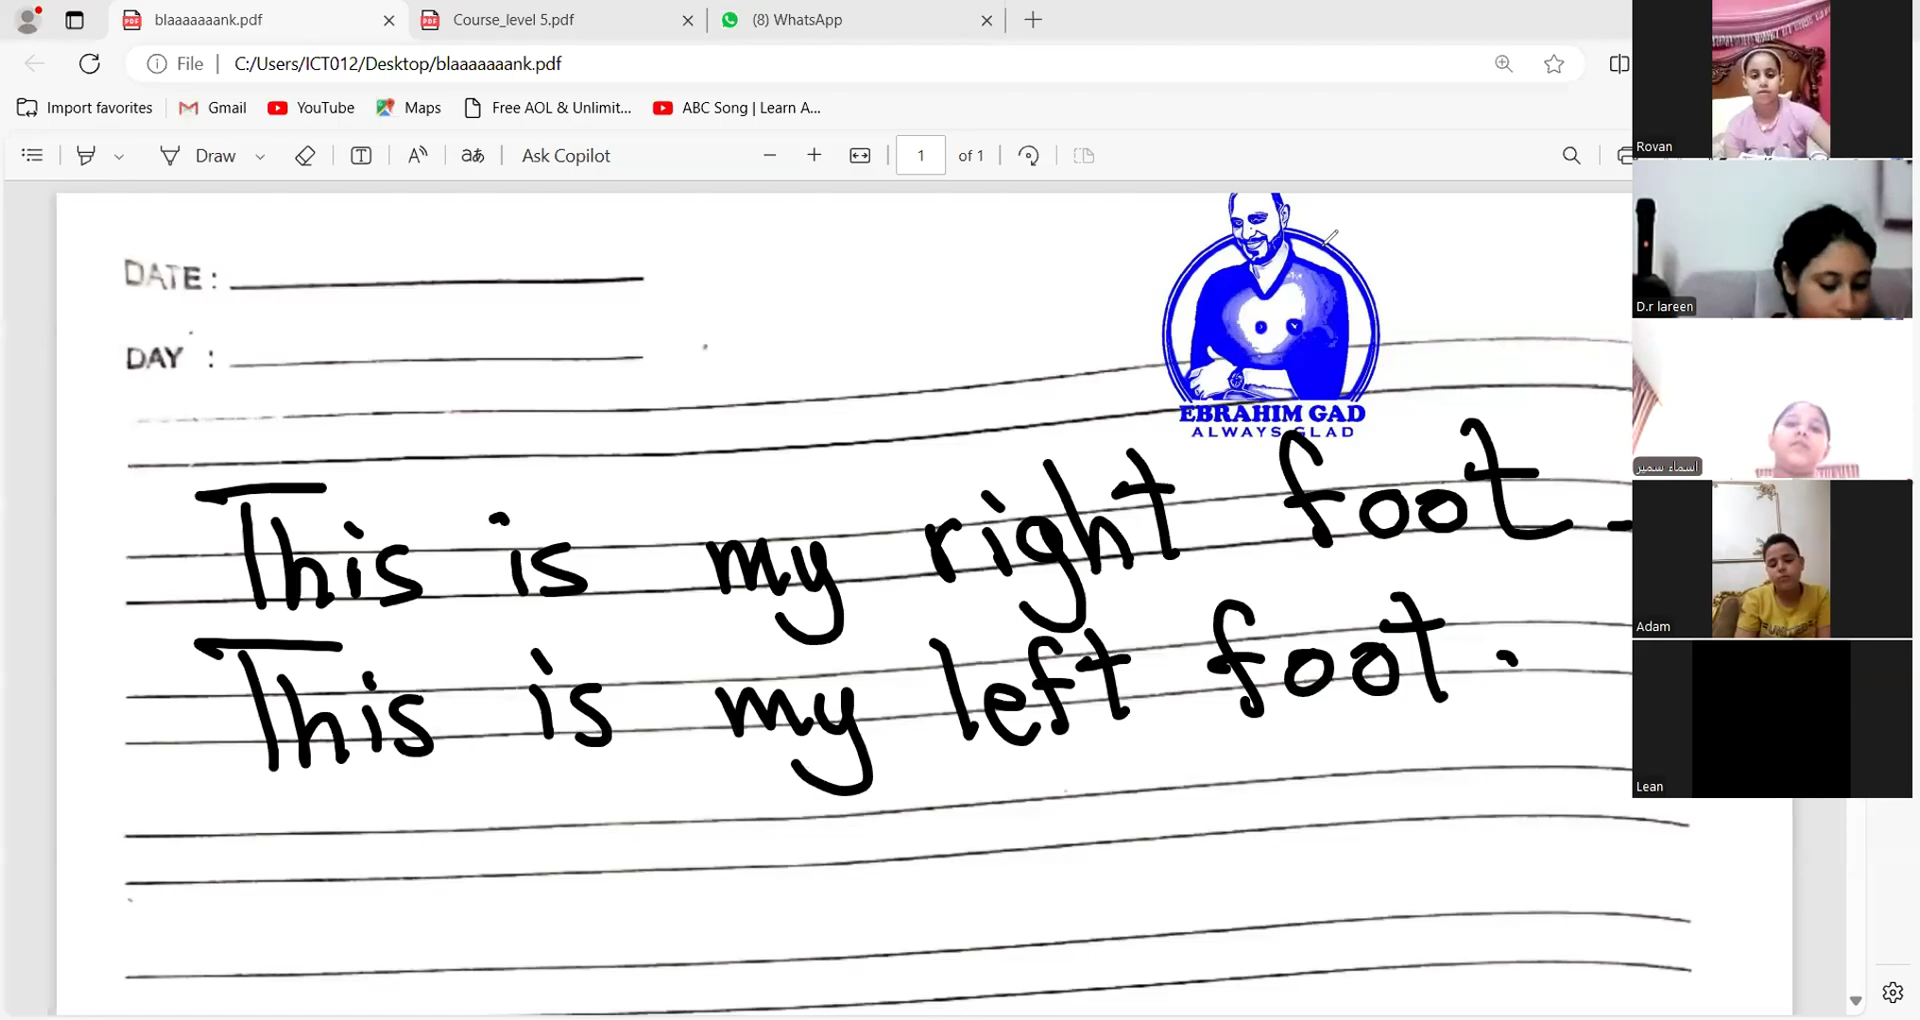 blaaaaaaank.pdf
Course_level 5.pdf
(8) WhatsApp
File
C:/Users/ICT012/Desktop/blaaaaaaank.pdf
Import favorites
Gmail
YouTube
Maps
Free AOL & Unlimit...
ABC Song | Learn A...
Draw
Ask Copilot
1 of 1
DATE :
DAY :
EBRAHIM GAD
ALWAYS GLAD
This is my right foot.
This is my left foot.
Rovan
D.r lareen
اسماء سمير
Adam
Lean